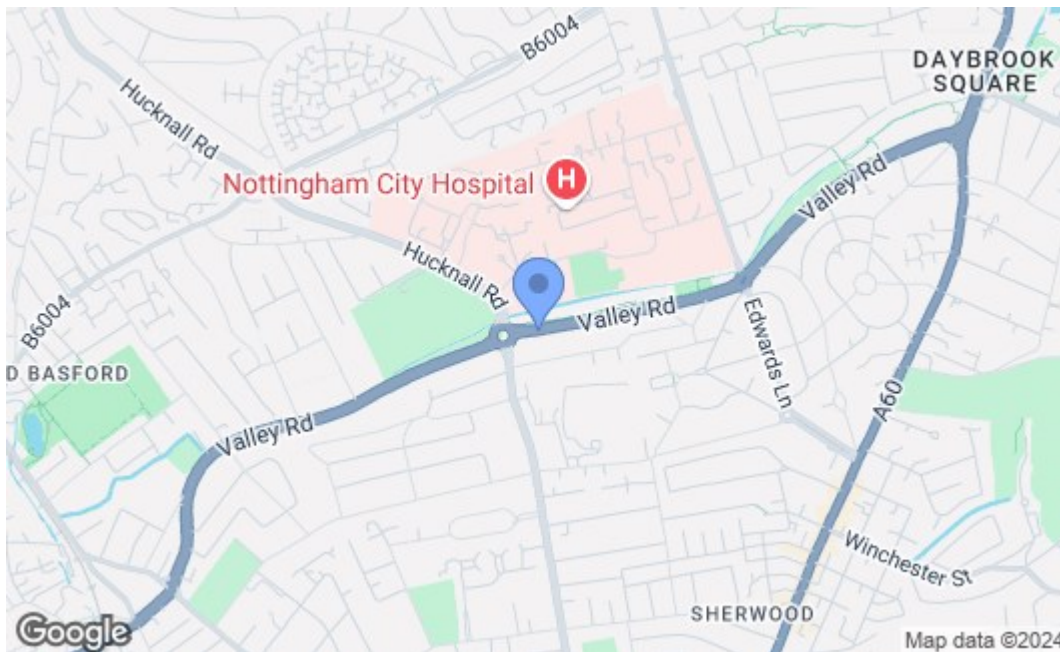 B6004
DAYBROOK
SQUARE
Hucknall Rd
Nottingham City Hospital
H
Valley Rd
Hucknall Rd
Valley Rd
B6004
Edwards Ln
D BASFORD
A60
Valley Rd
Winchester St
SHERWOOD
Google
Map data ©2024